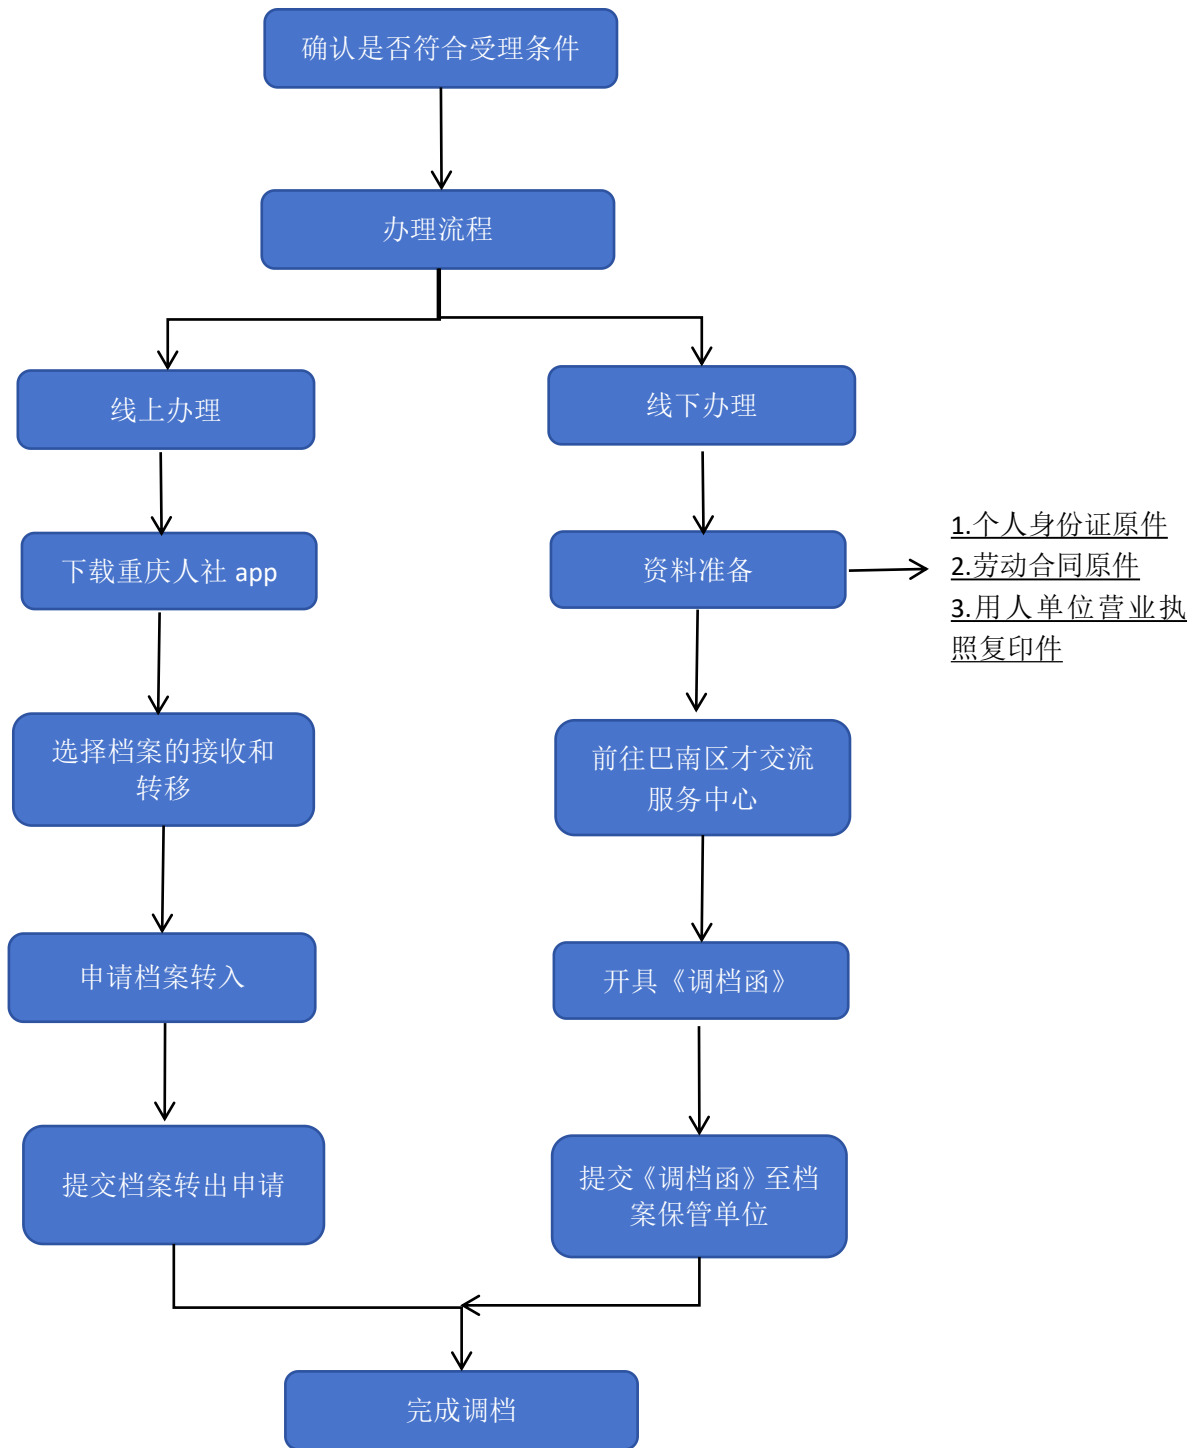 确认是否符合受理条件
办理流程
线上办理
线下办理
下载重庆人社 app
资料准备
1.个人身份证原件
2.劳动合同原件
3.用人单位营业执
照复印件
选择档案的接收和
转移
前往巴南区才交流
服务中心
申请档案转入
开具《调档函》
提交档案转出申请
提交《调档函》至档
案保管单位
完成调档